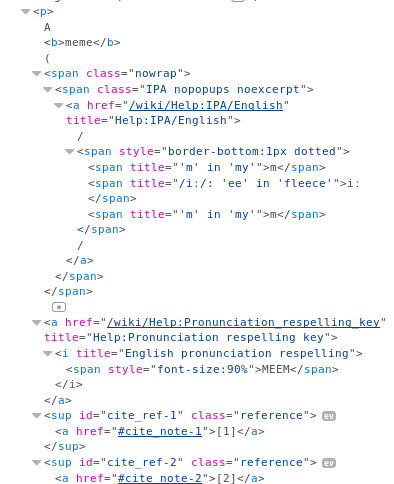 <p>
A
<b>meme</b>
(
<span class="nowrap">
<span class="IPA nopopups noexcerpt">
<a href="/wiki/Help:IPA/English"
title="Help:IPA/English">
/
<span style="border-bottom:1px dotted">
<span title="'m' in 'my'">m</span>
<span title="/iː/: 'ee' in 'fleece'">iː
</span>
<span title="'m' in 'my'">m</span>
</span>
/
</a>
</span>
</span>
<a href="/wiki/Help:Pronunciation_respelling_key"
title="Help:Pronunciation respelling key">
<i title="English pronunciation respelling">
<span style="font-size:90%">MEEM</span>
</i>
</a>
<sup id="cite_ref-1" class="reference"> ev
<a href="#cite_note-1">[1]</a>
</sup>
<sup id="cite_ref-2" class="reference"> ev
<a href="#cite_note-2">[2]</a>